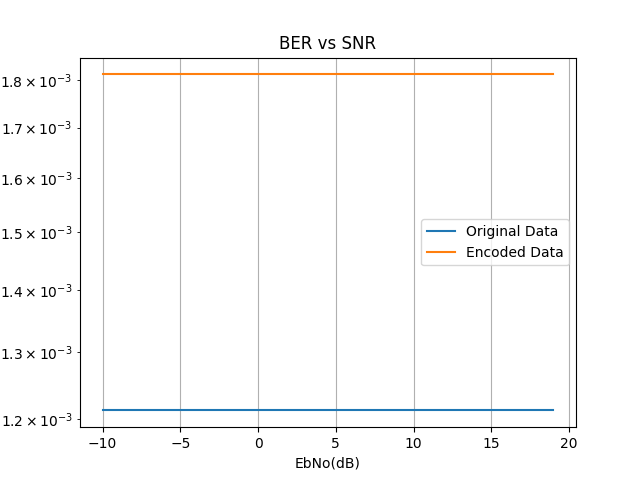 BER vs SNR
1.8 × 10⁻³
1.7 × 10⁻³
1.6 × 10⁻³
1.5 × 10⁻³
1.4 × 10⁻³
1.3 × 10⁻³
1.2 × 10⁻³
Original Data
Encoded Data
−10 −5 0 5 10 15 20
EbNo(dB)